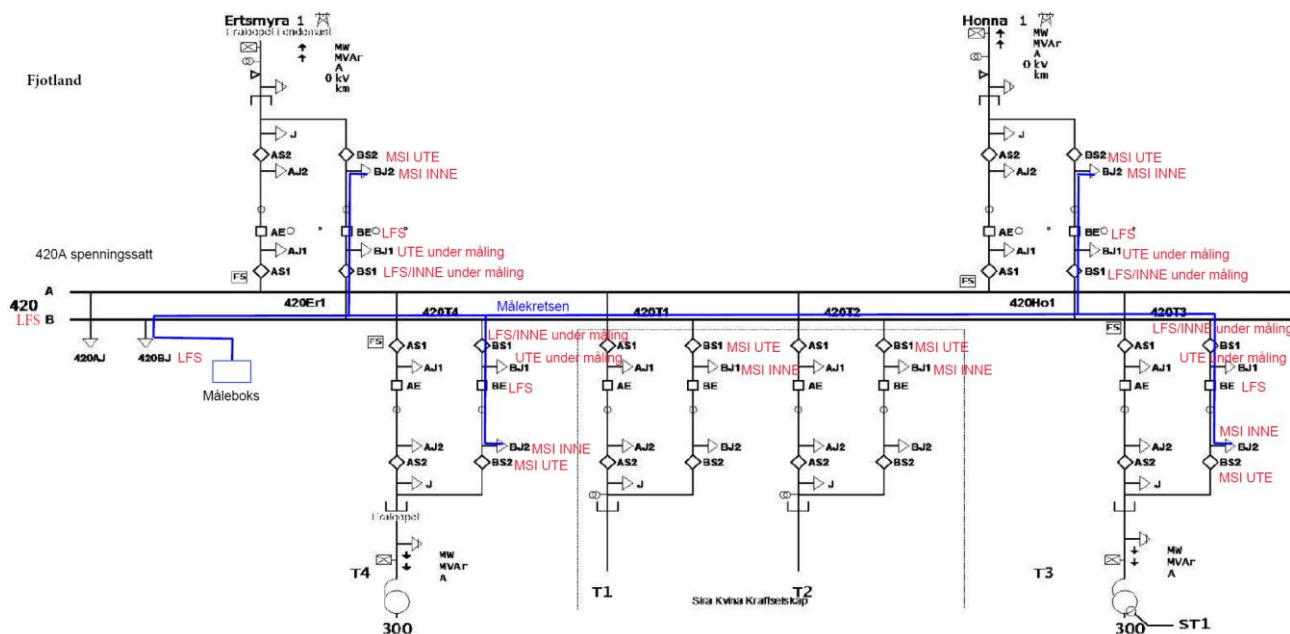 Ertsmyra 1
Honna 1
MW
MVAr
A
0 kV
km
MW
MVAr
A
0 kV
km
Fjotland
J
J
AS2
BS2 MSI UTE
AS2
BS2 MSI UTE
AJ2
BJ2 MSI INNE
AJ2
BJ2 MSI INNE
AE
BE LFS
AE
BE LFS
420A spenningssatt
AJ1
BJ1 UTE under måling
AJ1
BJ1 UTE under måling
FS
AS1
BS1 LFS/INNE under måling
FS
AS1
BS1 LFS/INNE under måling
A
420
420Er1
Målekretsen
420Ho1
LFS B
420T4
420T1
420T2
420T3
420AJ
420BJ LFS
FS
AS1
BS1 LFS/INNE under måling
AS1
BS1 MSI UTE
AS1
BS1 MSI UTE
FS
AS1
BS1 LFS/INNE under måling
AJ1
BJ1 UTE under måling
AJ1
BJ1 MSI INNE
AJ1
BJ1 MSI INNE
AJ1
BJ1 UTE under måling
Måleboks
AE
BE LFS
AE
BE
AE
BE
AE
BE LFS
AJ2
BJ2 MSI INNE
AJ2
BJ2
AJ2
BJ2
AJ2
BJ2 MSI INNE
AS2
BS2 MSI UTE
AS2
BS2
AS2
BS2
AS2
BS2 MSI UTE
J
J
J
J
MW
MVAr
A
MW
MVAr
A
T4
T1
T2
T3
Sira Kvina Kraftselskap
300
300
ST1